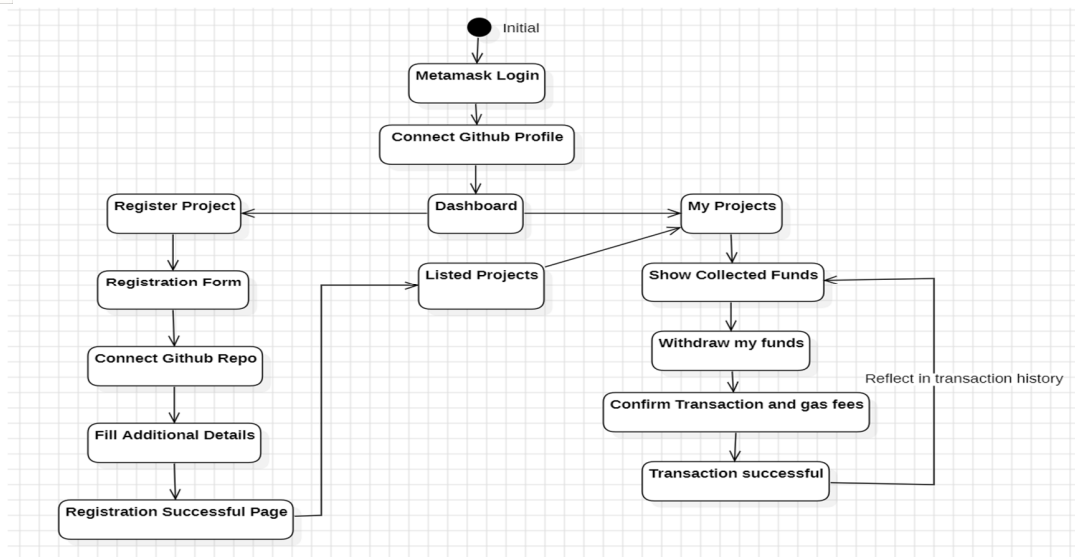 Initial
Metamask Login
Connect Github Profile
Register Project
Dashboard
My Projects
Registration Form
Listed Projects
Show Collected Funds
Connect Github Repo
Withdraw my funds
Reflect in transaction history
Confirm Transaction and gas fees
Fill Additional Details
Transaction successful
Registration Successful Page